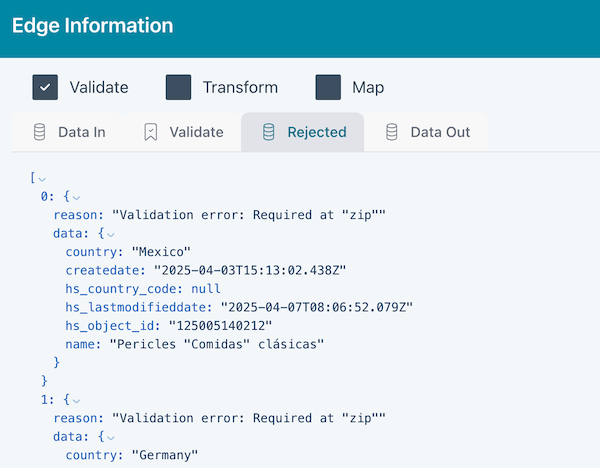 Edge Information
Validate Transform Map
Data In Validate Rejected Data Out
[
0: {
reason: "Validation error: Required at "zip""
data: {
country: "Mexico"
createdate: "2025-04-03T15:13:02.438Z"
hs_country_code: null
hs_lastmodifieddate: "2025-04-07T08:06:52.079Z"
hs_object_id: "125005140212"
name: "Pericles "Comidas" clásicas"
}
}
1: {
reason: "Validation error: Required at "zip""
data: {
country: "Germany"